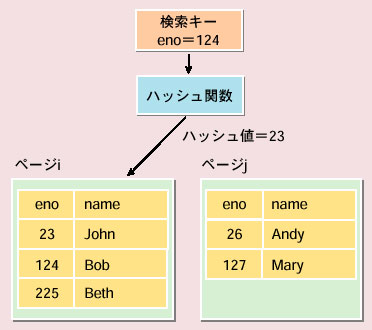 検索キー
eno＝124
ハッシュ関数
ハッシュ値＝23
ページi
ページj
eno name
23 John
124 Bob
225 Beth
eno name
26 Andy
127 Mary